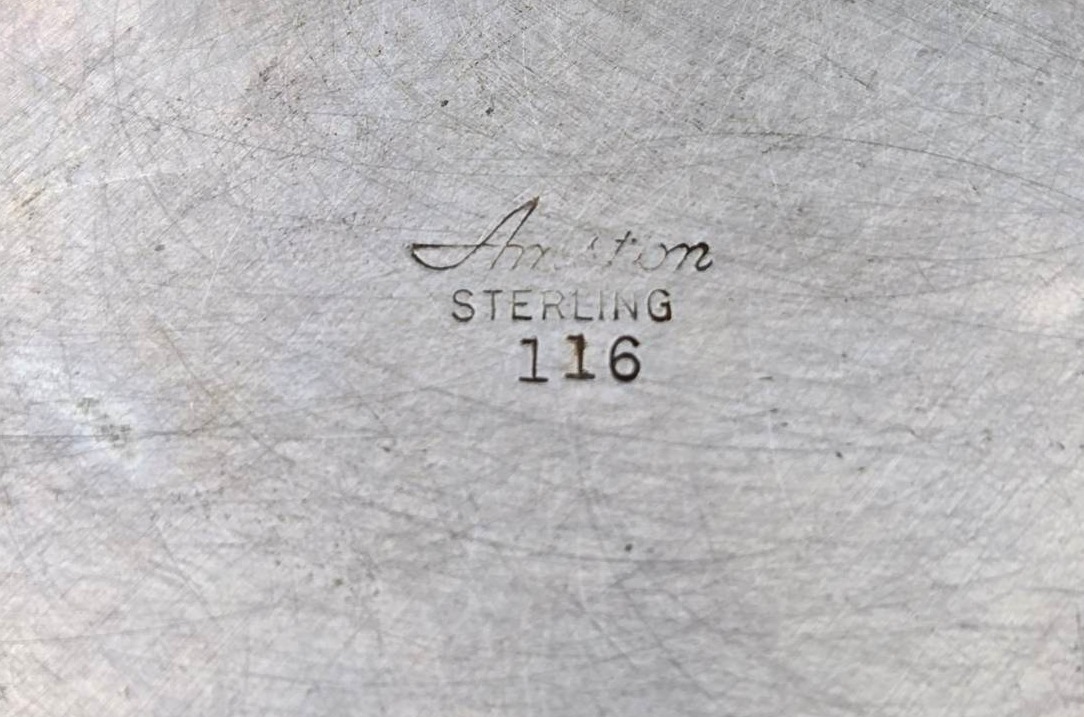 Amston
STERLING
116